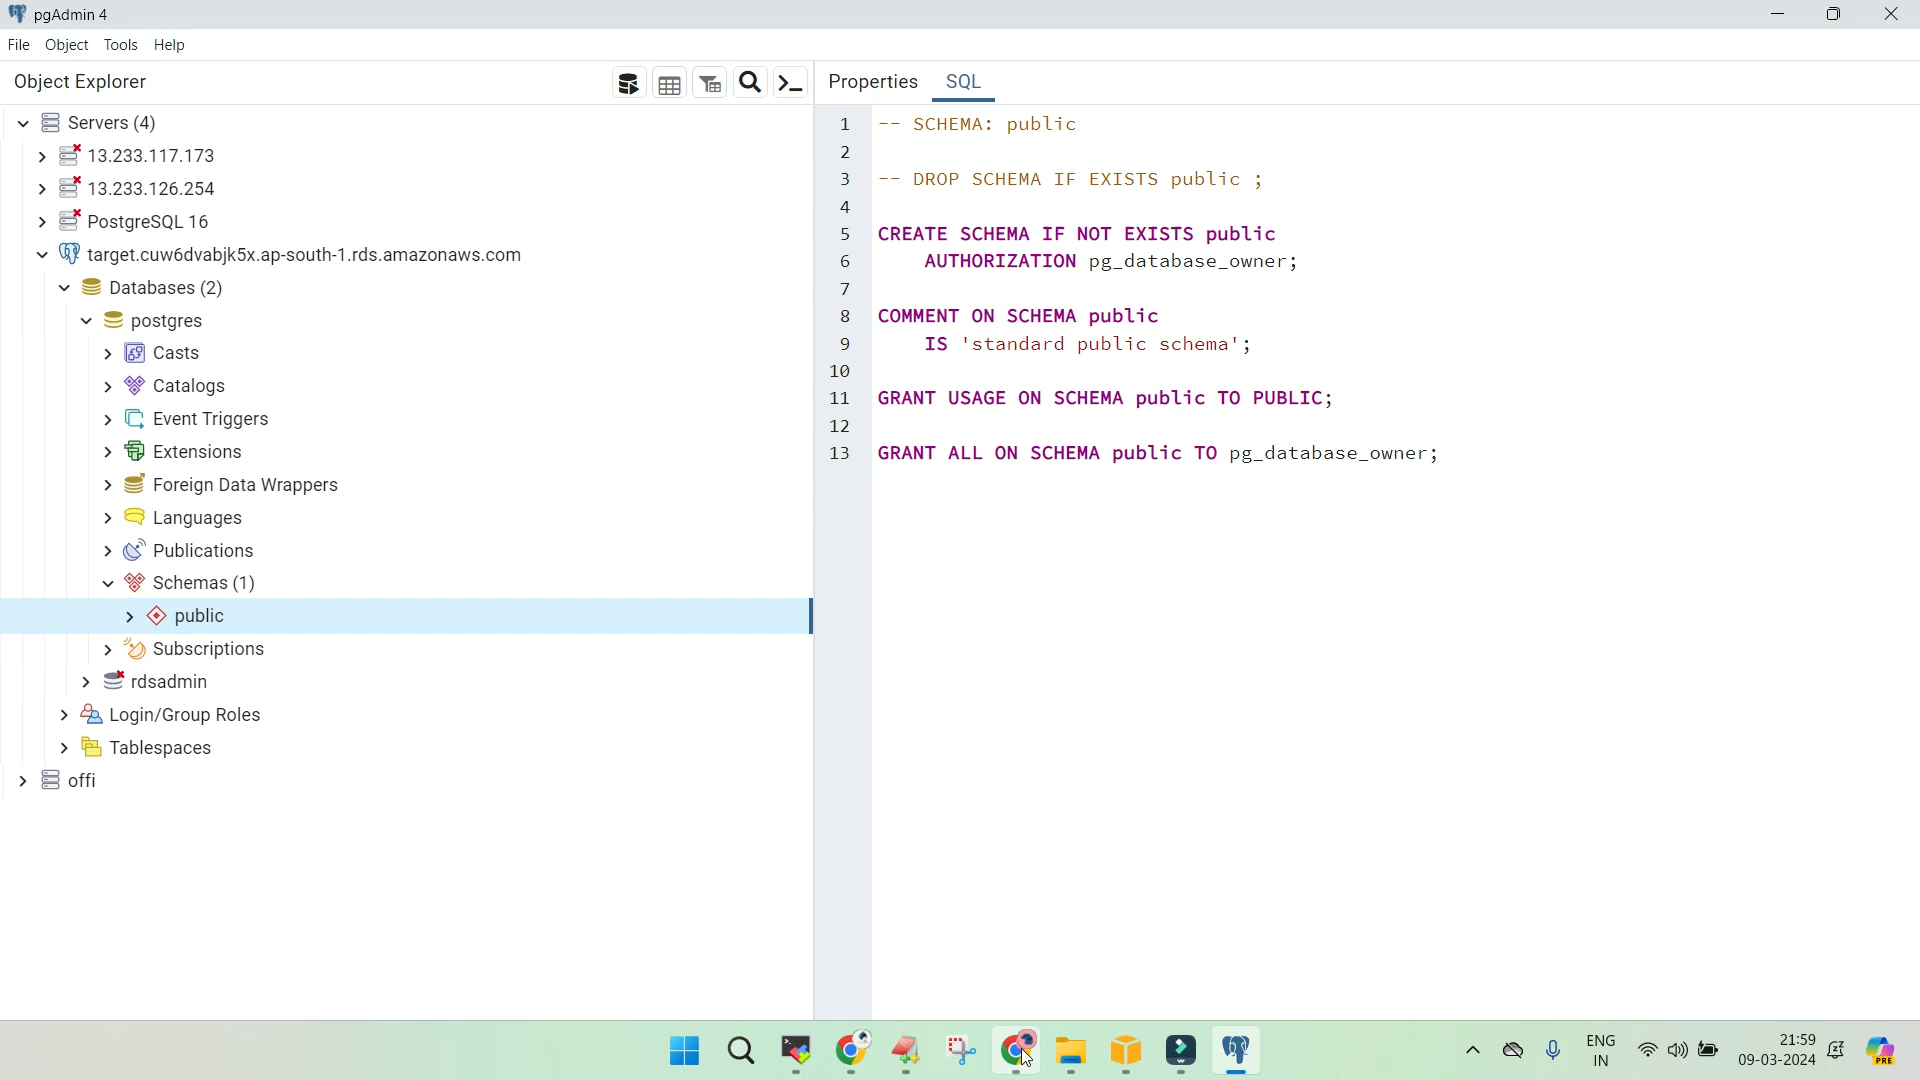 pgAdmin 4
File Object Tools Help
Object Explorer
Properties SQL
Servers (4)
13.233.117.173
13.233.126.254
PostgreSQL 16
target.cuw6dvabjk5x.ap-south-1.rds.amazonaws.com
Databases (2)
postgres
Casts
Catalogs
Event Triggers
Extensions
Foreign Data Wrappers
Languages
Publications
Schemas (1)
public
Subscriptions
rdsadmin
Login/Group Roles
Tablespaces
offi
1 -- SCHEMA: public
2
3 -- DROP SCHEMA IF EXISTS public ;
4
5 CREATE SCHEMA IF NOT EXISTS public
6 AUTHORIZATION pg_database_owner;
7
8 COMMENT ON SCHEMA public
9 IS 'standard public schema';
10
11 GRANT USAGE ON SCHEMA public TO PUBLIC;
12
13 GRANT ALL ON SCHEMA public TO pg_database_owner;
ENG
IN
21:59
09-03-2024
PRE